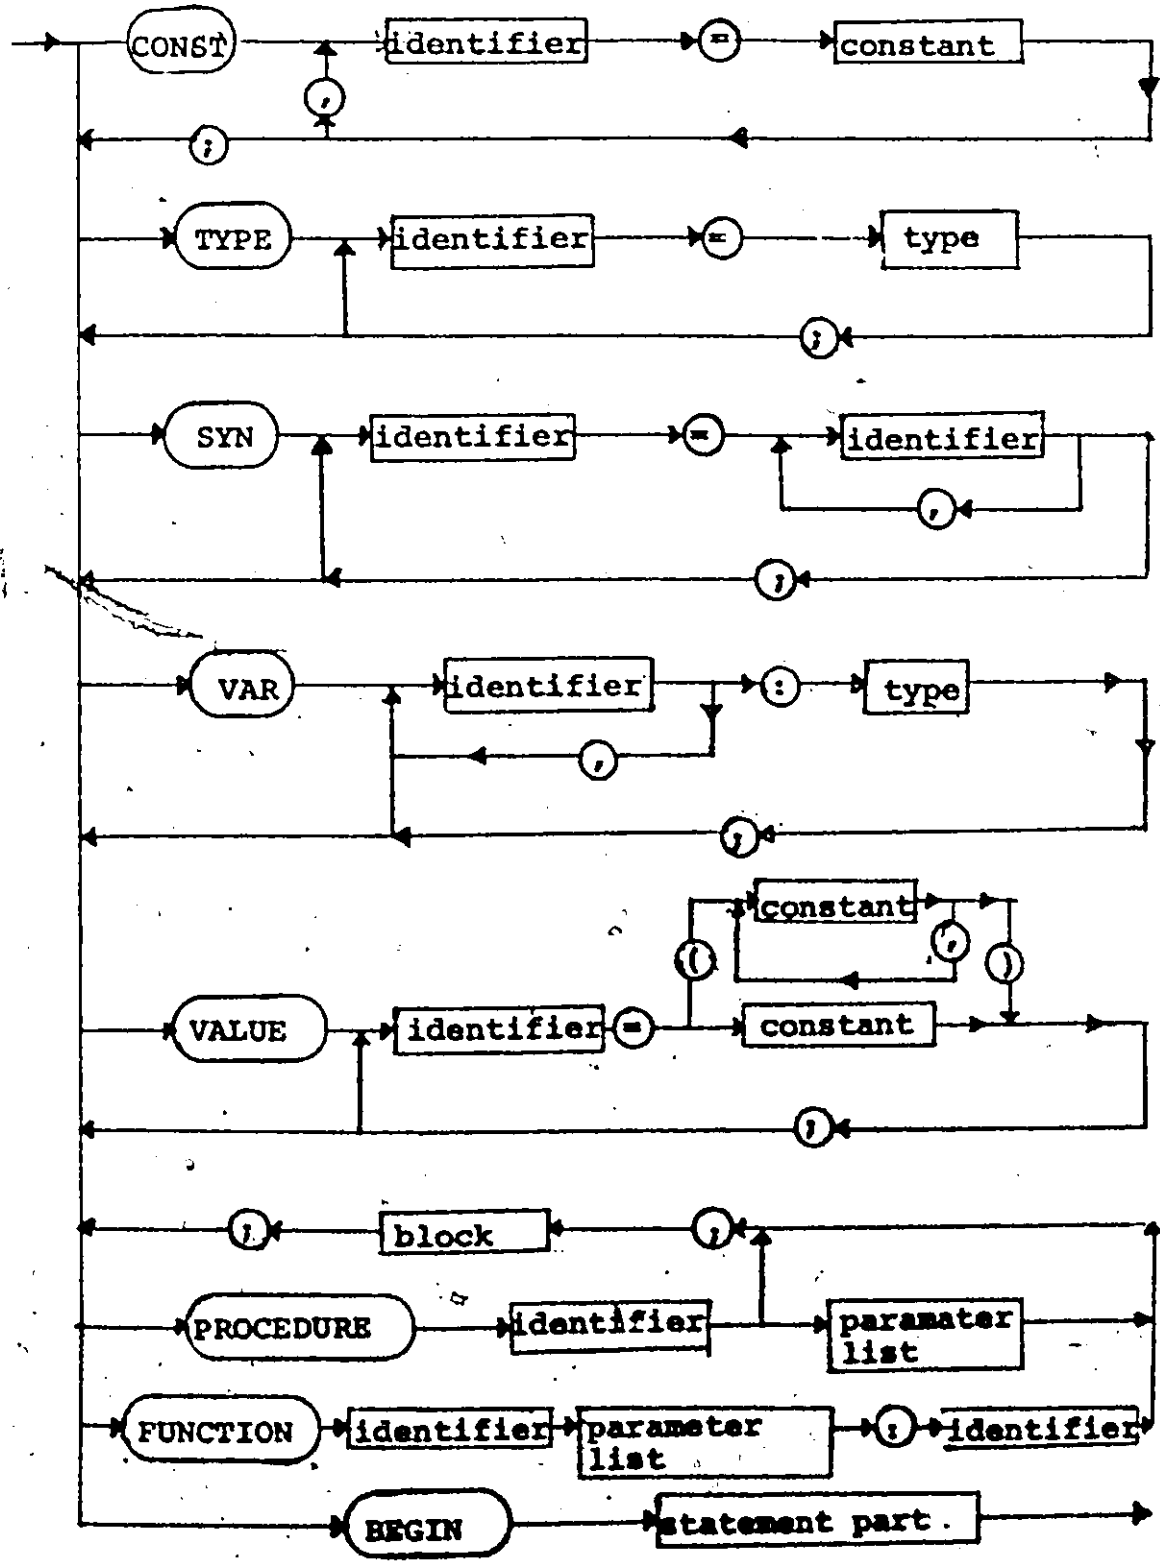 CONST identifier = constant
,
;
TYPE identifier = type
;
SYN identifier = identifier
,
;
VAR identifier : type
,
;
constant
( , )
VALUE identifier = constant
;
; block ;
PROCEDURE identifier paramater
list
FUNCTION identifier parameter : identifier
list
BEGIN statement part .